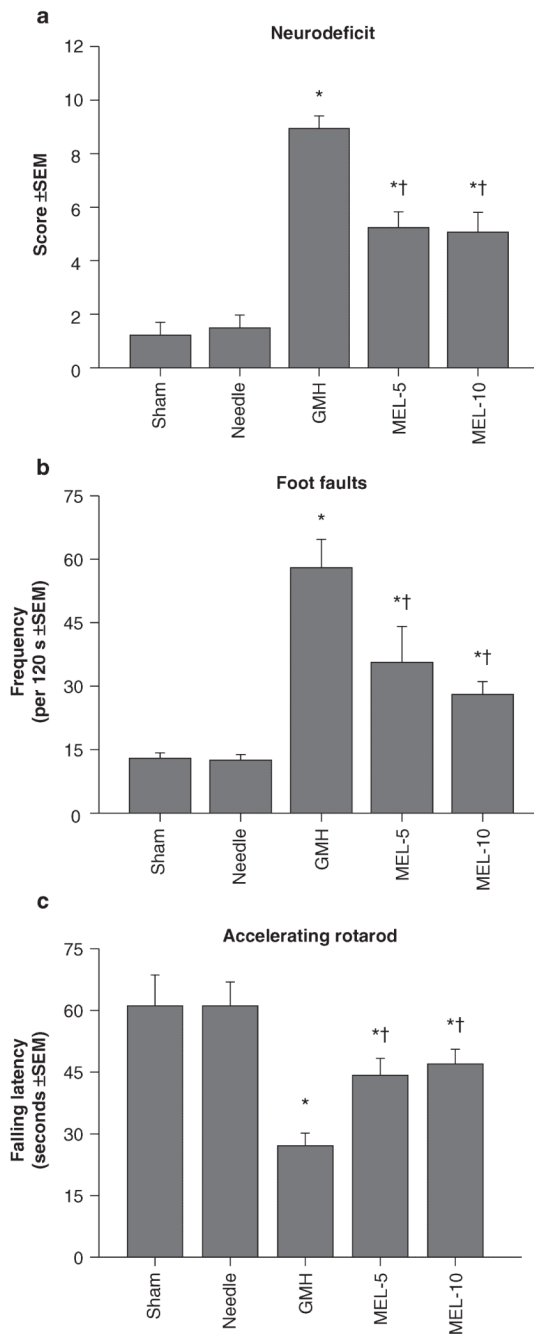 a
Neurodeficit
Score ±SEM
12
10
8
6
4
2
0
*
*†
*†
Sham
Needle
GMH
MEL-5
MEL-10
b
Foot faults
Frequency
(per 120 s ±SEM)
75
60
45
30
15
0
*
*†
*†
Sham
Needle
GMH
MEL-5
MEL-10
c
Accelerating rotarod
Falling latency
(seconds ±SEM)
75
60
45
30
15
0
*
*†
*†
Sham
Needle
GMH
MEL-5
MEL-10